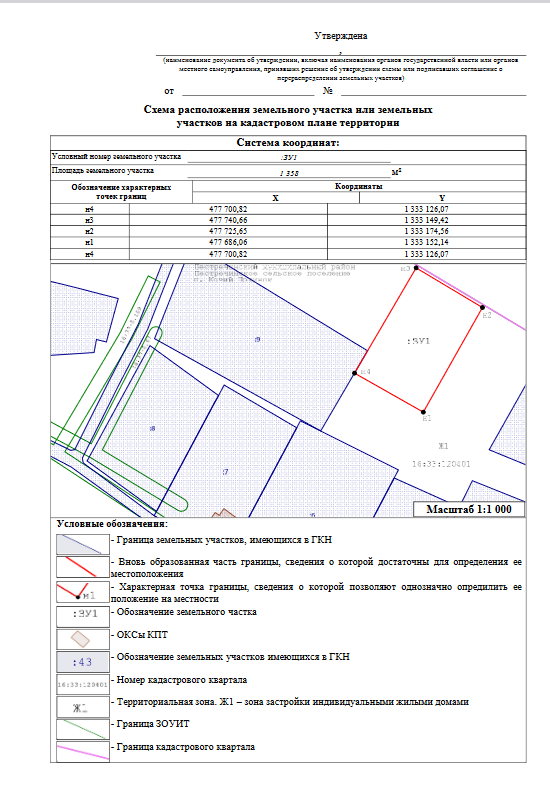 Утверждена
,
(наименование документа об утверждении, включая наименования органов государственной власти или органов
местного самоуправления, принявших решение об утверждении схемы или подписавших соглашение о
перераспределении земельных участков)
от № 
Схема расположения земельного участка или земельных
участков на кадастровом плане территории
Система координат:
Условный номер земельного участка :ЗУ1
Площадь земельного участка 1 358 м²
Обозначение характерных точек границ Координаты
X Y
н4 477 700,82 1 333 126,07
н3 477 740,66 1 333 149,42
н2 477 725,65 1 333 174,56
н1 477 686,06 1 333 152,14
н4 477 700,82 1 333 126,07
Пестречинский муниципальный район
Пестречинское сельское поселение
н3
н2
:9
:ЗУ1
н4
:8
н1
Ж1
:7
16:33:120401
Масштаб 1:1 000
Условные обозначения:
- Граница земельных участков, имеющихся в ГКН
- Вновь образованная часть границы, сведения о которой достаточны для определения ее
местоположения
н1 - Характерная точка границы, сведения о которой позволяют однозначно опредилить ее
положение на местности
:ЗУ1 - Обозначение земельного частка
- ОКСы КПТ
:43 - Обозначение земельных участков имеющихся в ГКН
16:33:120401 - Номер кадастрового квартала
Ж1 - Территориальная зона. Ж1 – зона застройки индивидуальными жилыми домами
- Граница ЗОУИТ
- Граница кадастрового квартала